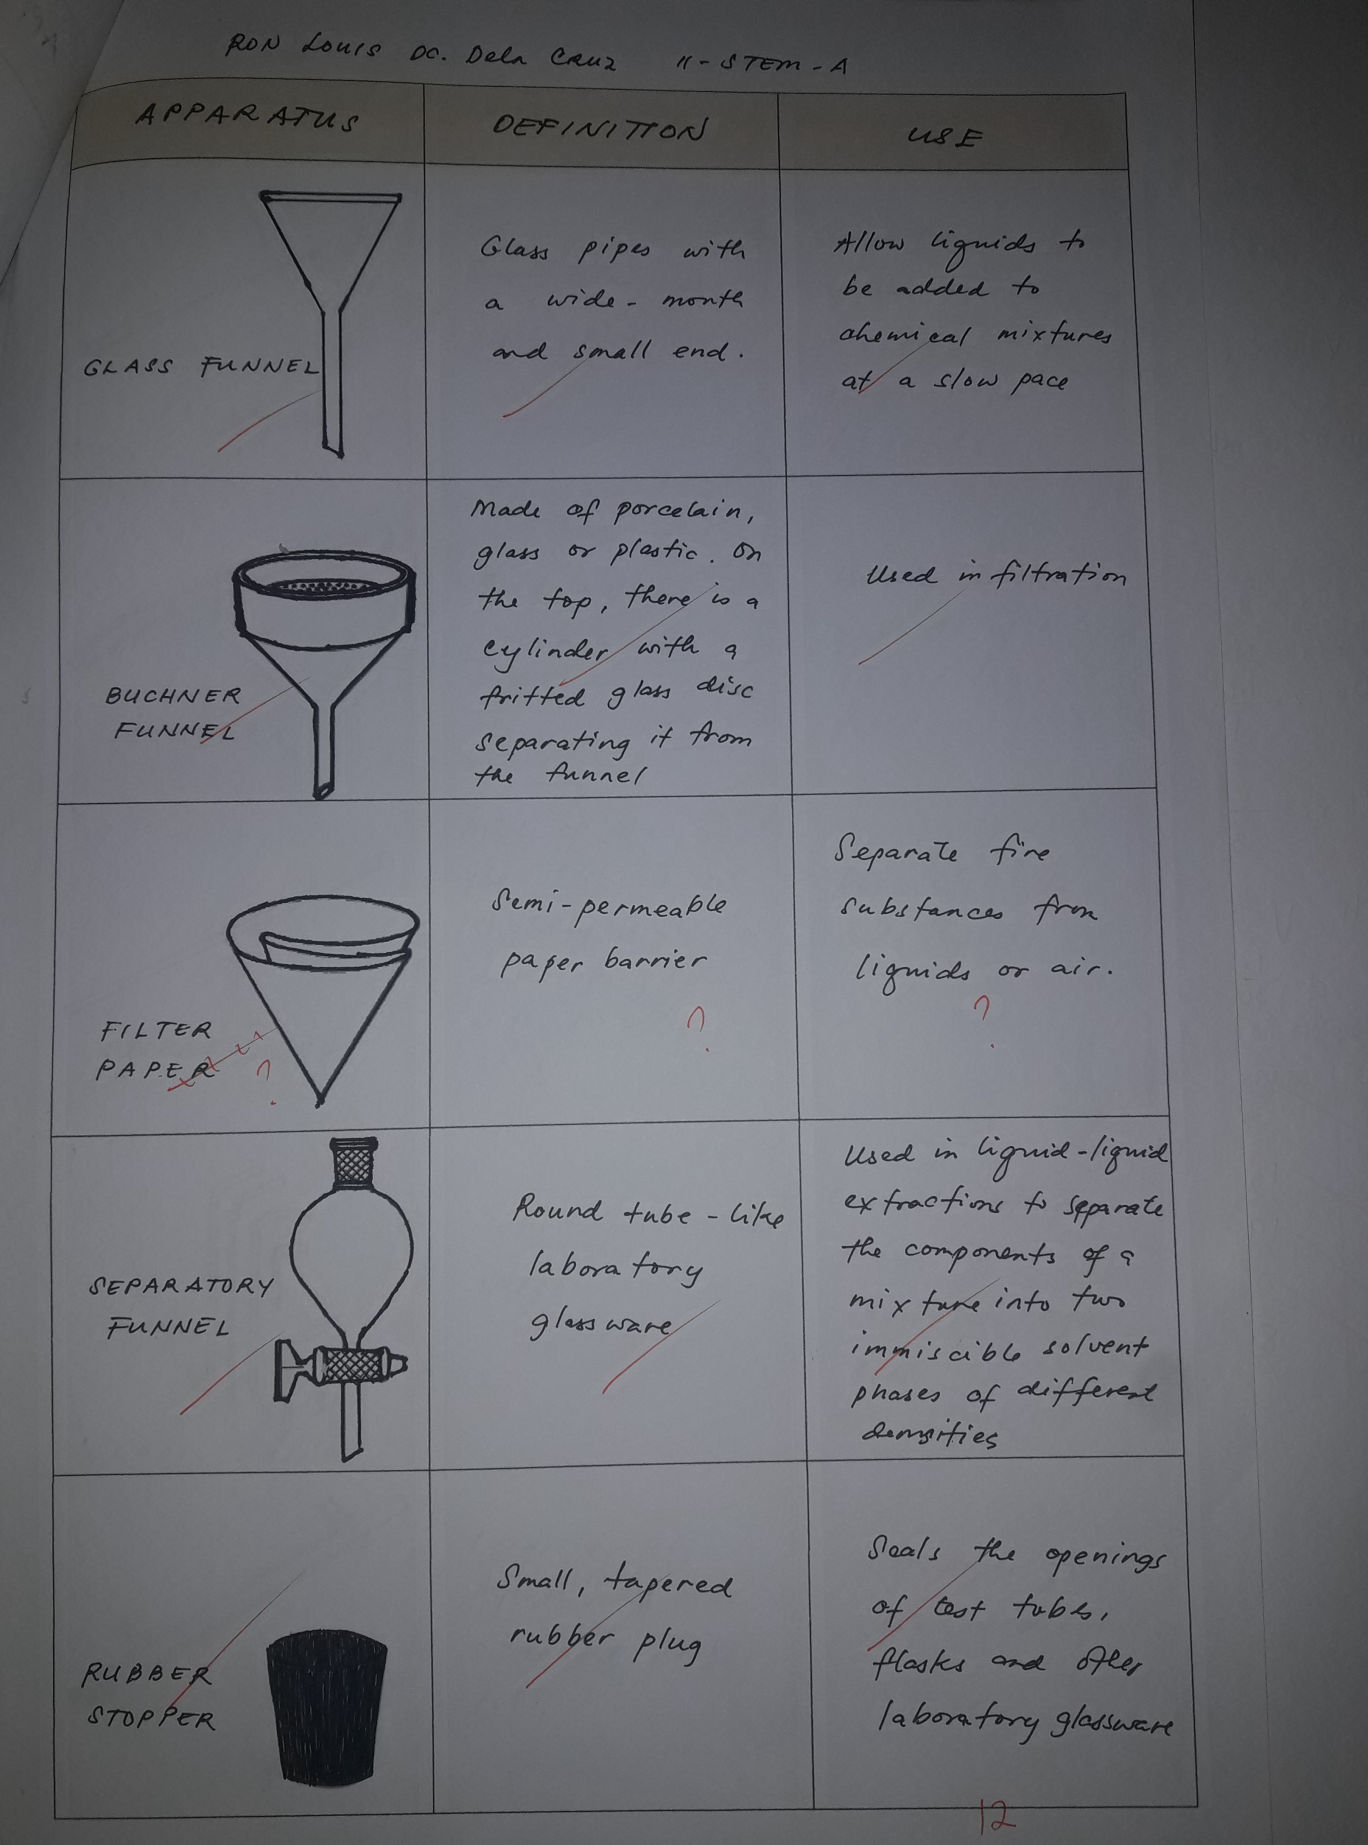 RON LOUIS DC. Dela Cruz 11-STEM-A
APPARATUS
DEFINITION
USE
GLASS FUNNEL
Glass pipes with
a wide-month
and small end.
Allow liquids to
be added to
chemical mixtures
at a slow pace
BUCHNER
FUNNEL
Made of porcelain,
glass or plastic. On
the top, there is a
cylinder with a
fritted glass disc
separating it from
the funnel
Used in filtration
FILTER
PAPER
?
Semi-permeable
paper barrier
?
Separate fine
substances from
liquids or air.
?
SEPARATORY
FUNNEL
Round tube-like
laboratory
glassware
Used in liquid-liquid
extractions to separate
the components of a
mixture into two
immiscible solvent
phases of different
densities
RUBBER
STOPPER
Small, tapered
rubber plug
Seals the openings
of test tubes,
flasks and other
laboratory glassware
12